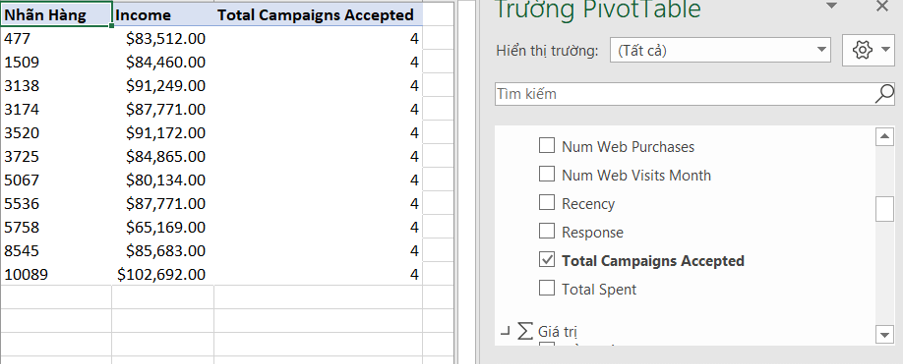 Nhãn Hàng Income Total Campaigns Accepted
477 $83,512.00 4
1509 $84,460.00 4
3138 $91,249.00 4
3174 $87,771.00 4
3520 $91,172.00 4
3725 $84,865.00 4
5067 $80,134.00 4
5536 $87,771.00 4
5758 $65,169.00 4
8545 $85,683.00 4
10089 $102,692.00 4
Trường PivotTable
Hiển thị trường: (Tất cả)
Tìm kiếm
Num Web Purchases
Num Web Visits Month
Recency
Response
Total Campaigns Accepted
Total Spent
Σ Giá trị